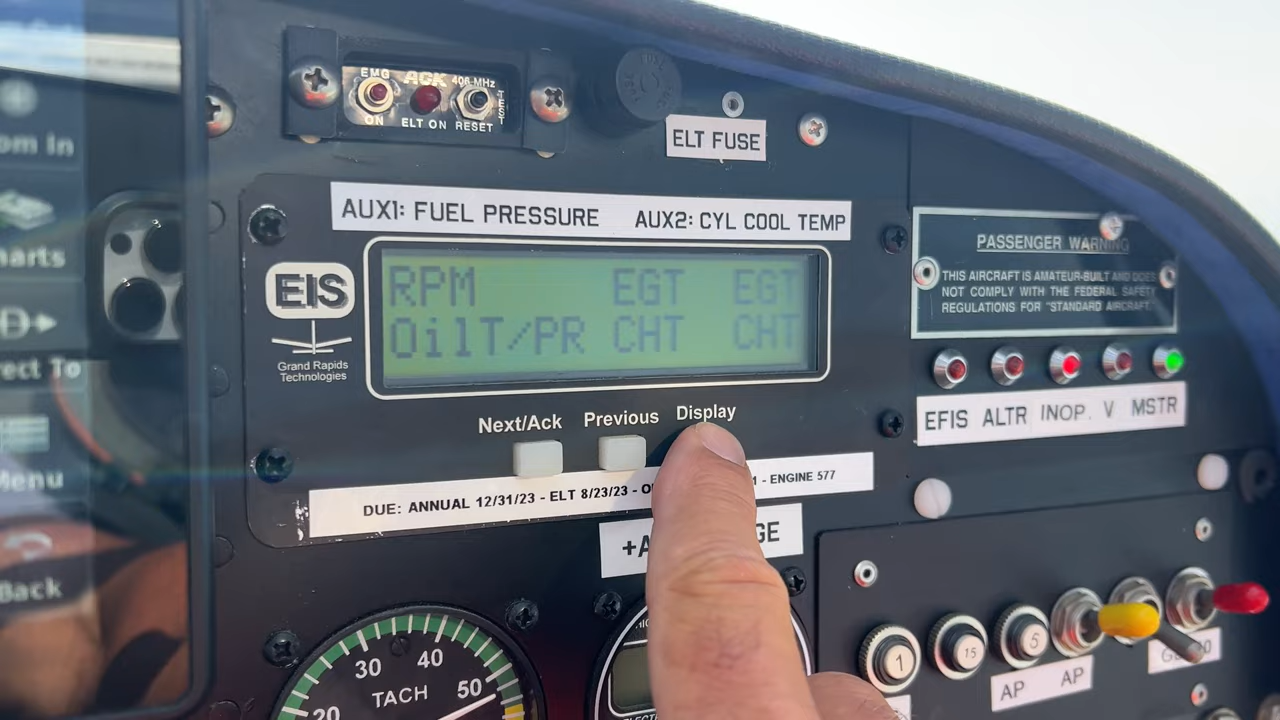 EMG
ON
ACK
ELT ON
406 MHz
RESET
TEST
ELT FUSE
AUX1: FUEL PRESSURE AUX2: CYL COOL TEMP
EIS
Grand Rapids
Technologies
RPM EGT EGT
OilT/PR CHT CHT
Next/Ack Previous Display
DUE: ANNUAL 12/31/23 - ELT 8/23/23 - - ENGINE 577
PASSENGER WARNING
THIS AIRCRAFT IS AMATEUR-BUILT AND DOES
NOT COMPLY WITH THE FEDERAL SAFETY
REGULATIONS FOR "STANDARD AIRCRAFT.
EFIS ALTR INOP. V MSTR
om In
arts
ect To
Menu
Back
20 30 40 50
TACH
1 15 5
AP AP